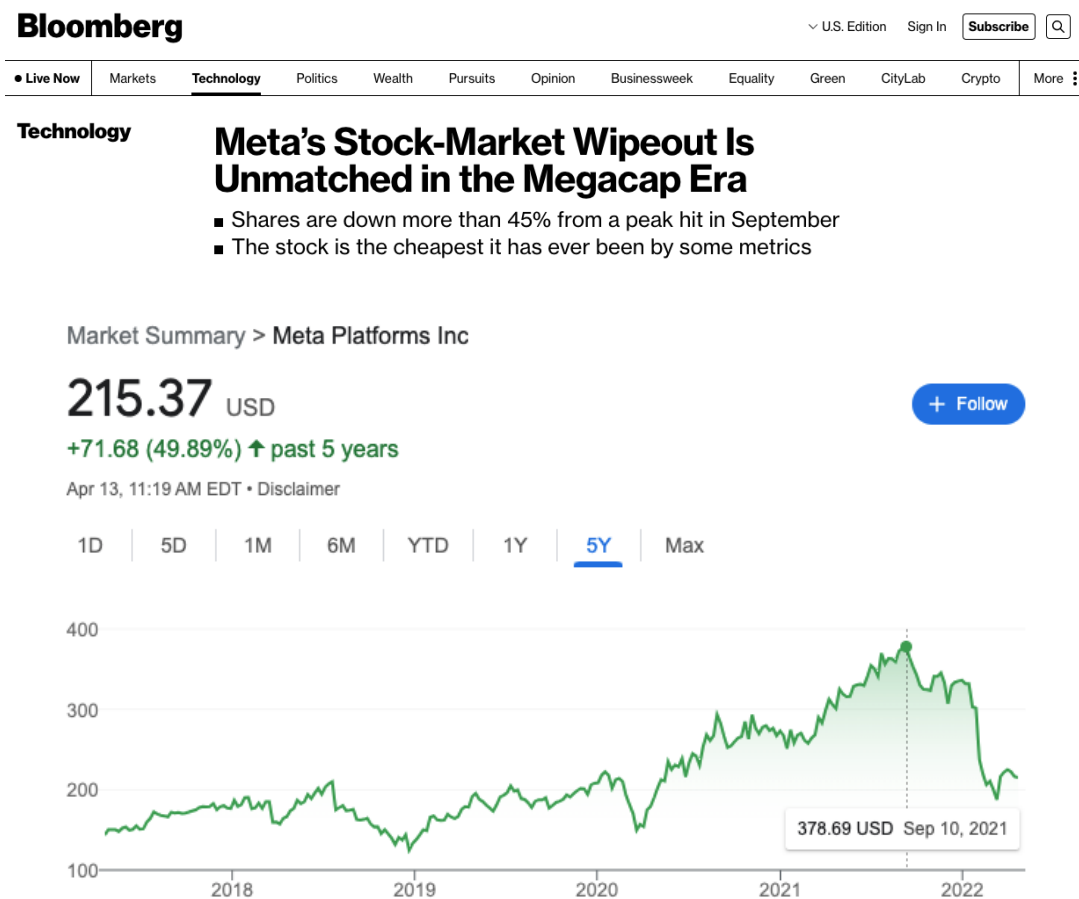 Bloomberg
U.S. Edition Sign In Subscribe
Live Now Markets Technology Politics Wealth Pursuits Opinion Businessweek Equality Green CityLab Crypto More
Technology
Meta’s Stock-Market Wipeout Is
Unmatched in the Megacap Era
Shares are down more than 45% from a peak hit in September
The stock is the cheapest it has ever been by some metrics
Market Summary > Meta Platforms Inc
215.37 USD
+ Follow
+71.68 (49.89%) ↑ past 5 years
Apr 13, 11:19 AM EDT • Disclaimer
1D 5D 1M 6M YTD 1Y 5Y Max
400
300
200
378.69 USD Sep 10, 2021
100
2018 2019 2020 2021 2022